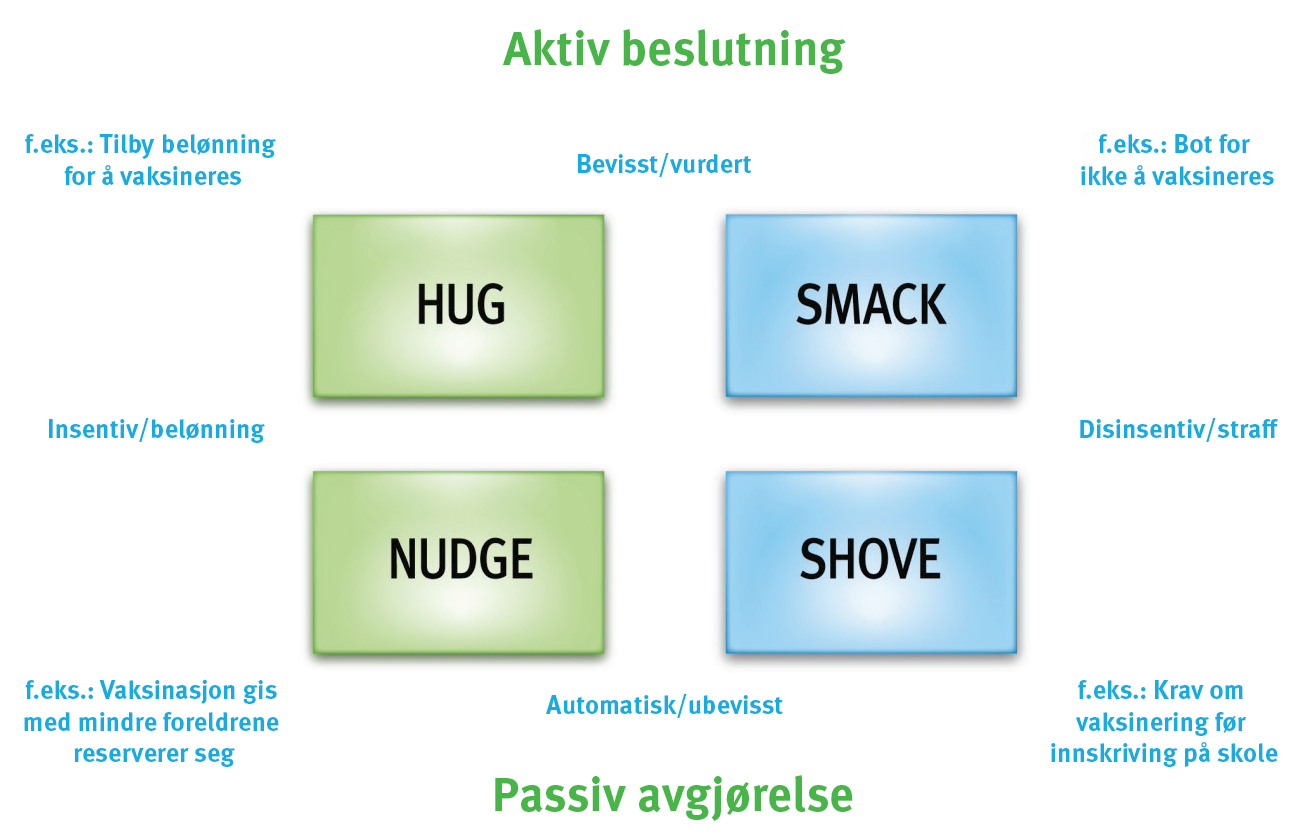 Aktiv beslutning
f.eks.: Tilby belønning
for å vaksineres
Bevisst/vurdert
f.eks.: Bot for
ikke å vaksineres
HUG
SMACK
Insentiv/belønning
Disinsentiv/straff
NUDGE
SHOVE
f.eks.: Vaksinasjon gis
med mindre foreldrene
reserverer seg
Automatisk/ubevisst
f.eks.: Krav om
vaksinering før
innskriving på skole
Passiv avgjørelse